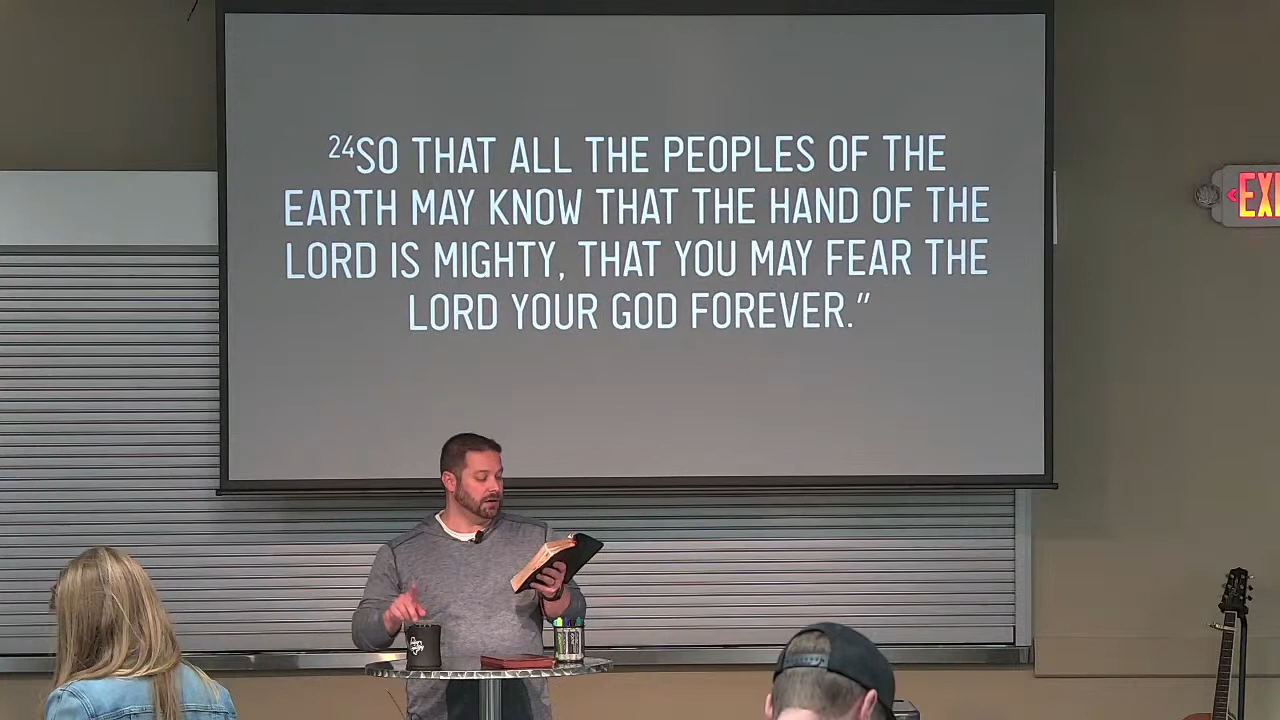 ²⁴SO THAT ALL THE PEOPLES OF THE
EARTH MAY KNOW THAT THE HAND OF THE
LORD IS MIGHTY, THAT YOU MAY FEAR THE
LORD YOUR GOD FOREVER.”